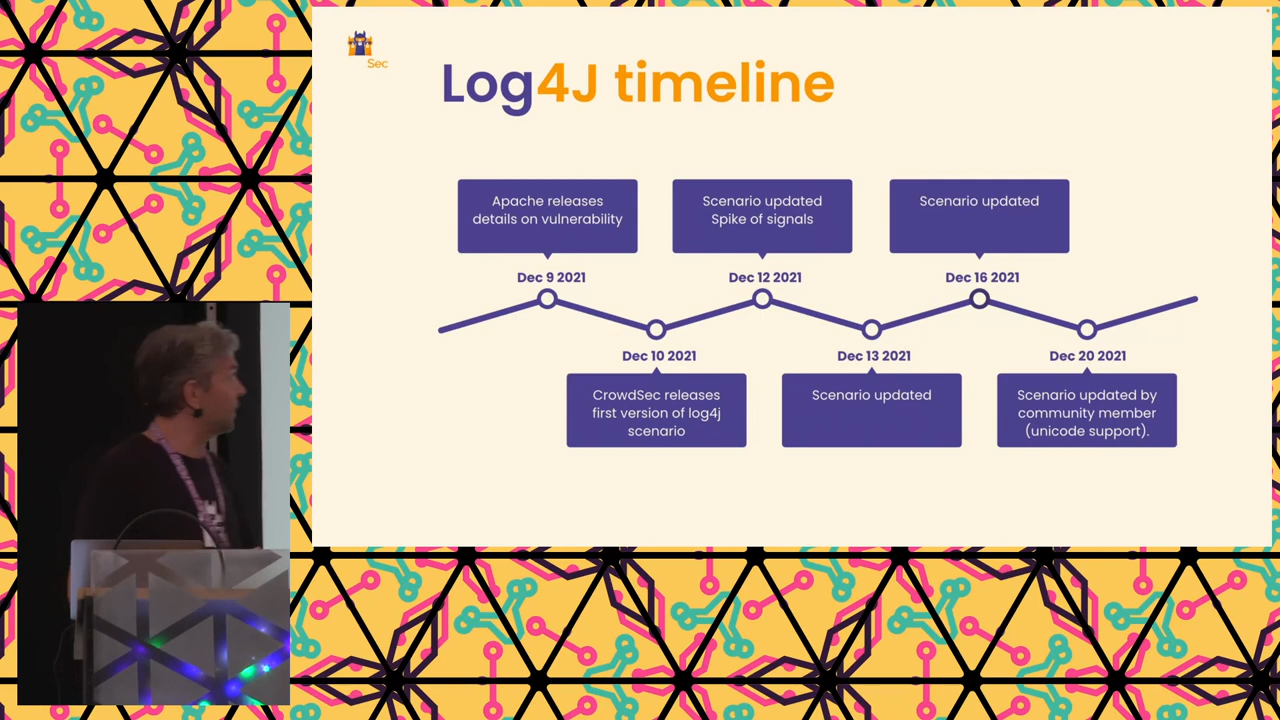 Sec
Log4J timeline
Apache releases
details on vulnerability
Dec 9 2021
CrowdSec releases
first version of log4j
scenario
Dec 10 2021
Scenario updated
Spike of signals
Dec 12 2021
Scenario updated
Dec 13 2021
Scenario updated
Dec 16 2021
Scenario updated by
community member
(unicode support).
Dec 20 2021